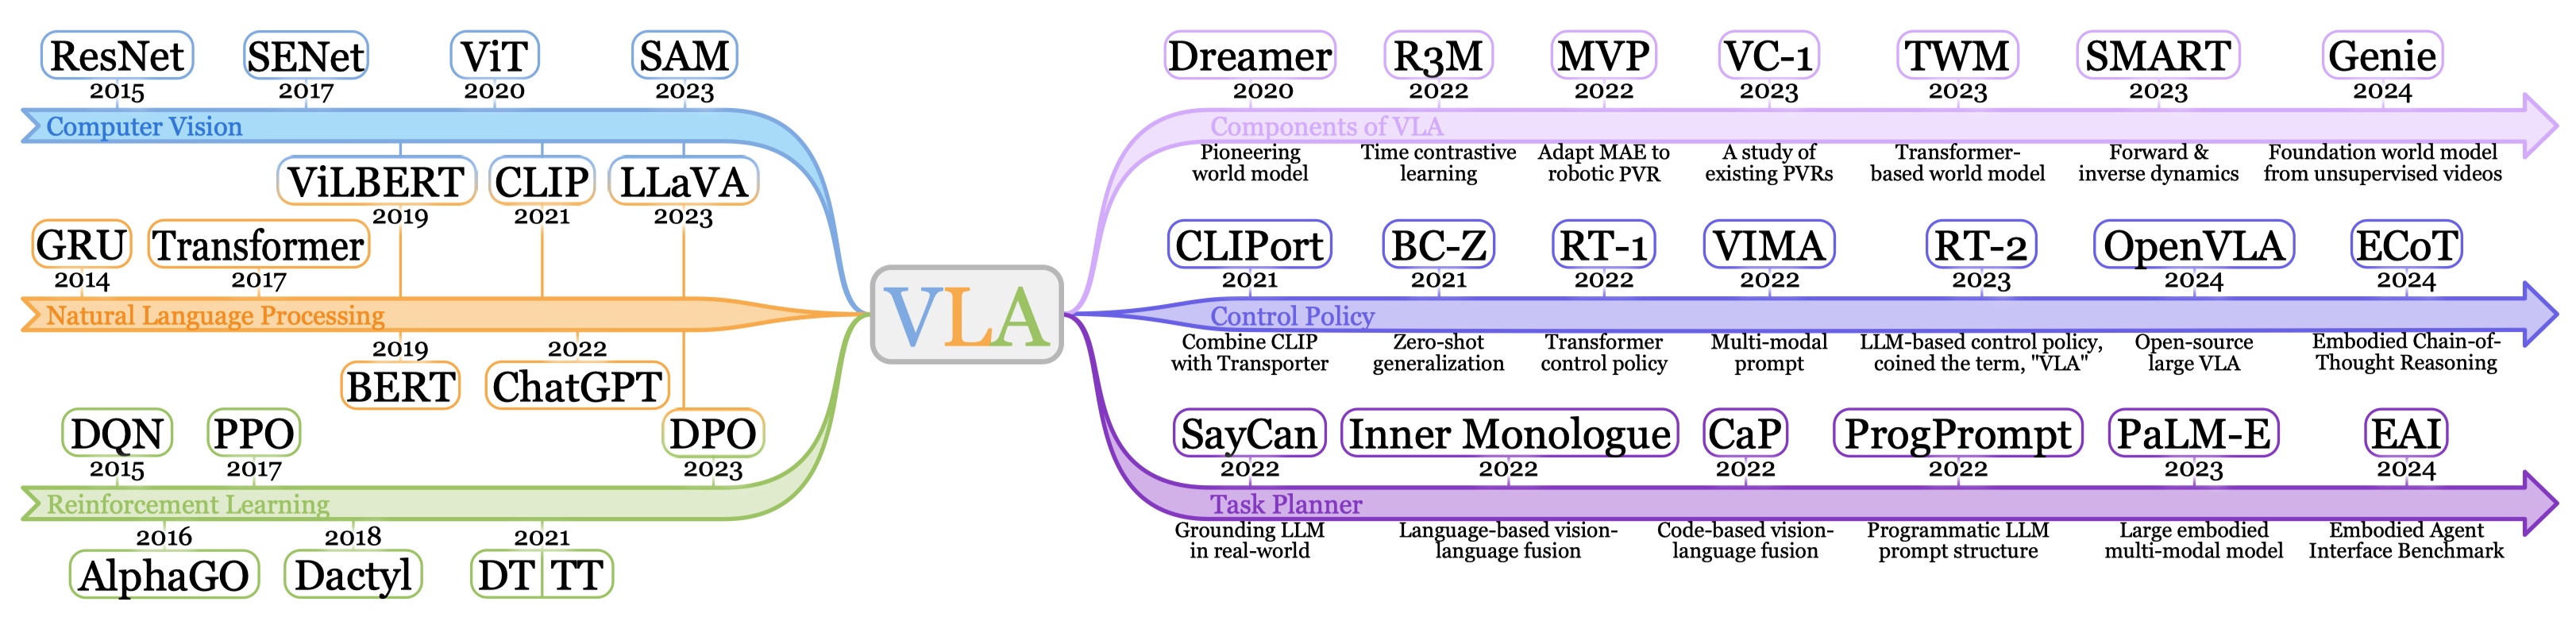 ResNet SENet ViT SAM
2015 2017 2020 2023
Computer Vision
ViLBERT CLIP LLaVA
2019 2021 2023
GRU Transformer
2014 2017
Natural Language Processing
2019 2022
BERT ChatGPT
DQN PPO DPO
2015 2017 2023
Reinforcement Learning
2016 2018 2021
AlphaGO Dactyl DT TT
VLA
Dreamer R3M MVP VC-1 TWM SMART Genie
2020 2022 2022 2023 2023 2023 2024
Components of VLA
Pioneering Time contrastive Adapt MAE to A study of Transformer- Forward & Foundation world model
world model learning robotic PVR existing PVRs based world model inverse dynamics from unsupervised videos
CLIPort BC-Z RT-1 VIMA RT-2 OpenVLA ECoT
2021 2021 2022 2022 2023 2024 2024
Control Policy
Combine CLIP Zero-shot Transformer Multi-modal LLM-based control policy, Open-source Embodied Chain-of-
with Transporter generalization control policy prompt coined the term, "VLA" large VLA Thought Reasoning
SayCan Inner Monologue CaP ProgPrompt PaLM-E EAI
2022 2022 2022 2022 2023 2024
Task Planner
Grounding LLM Language-based vision- Code-based vision- Programmatic LLM Large embodied Embodied Agent
in real-world language fusion language fusion prompt structure multi-modal model Interface Benchmark